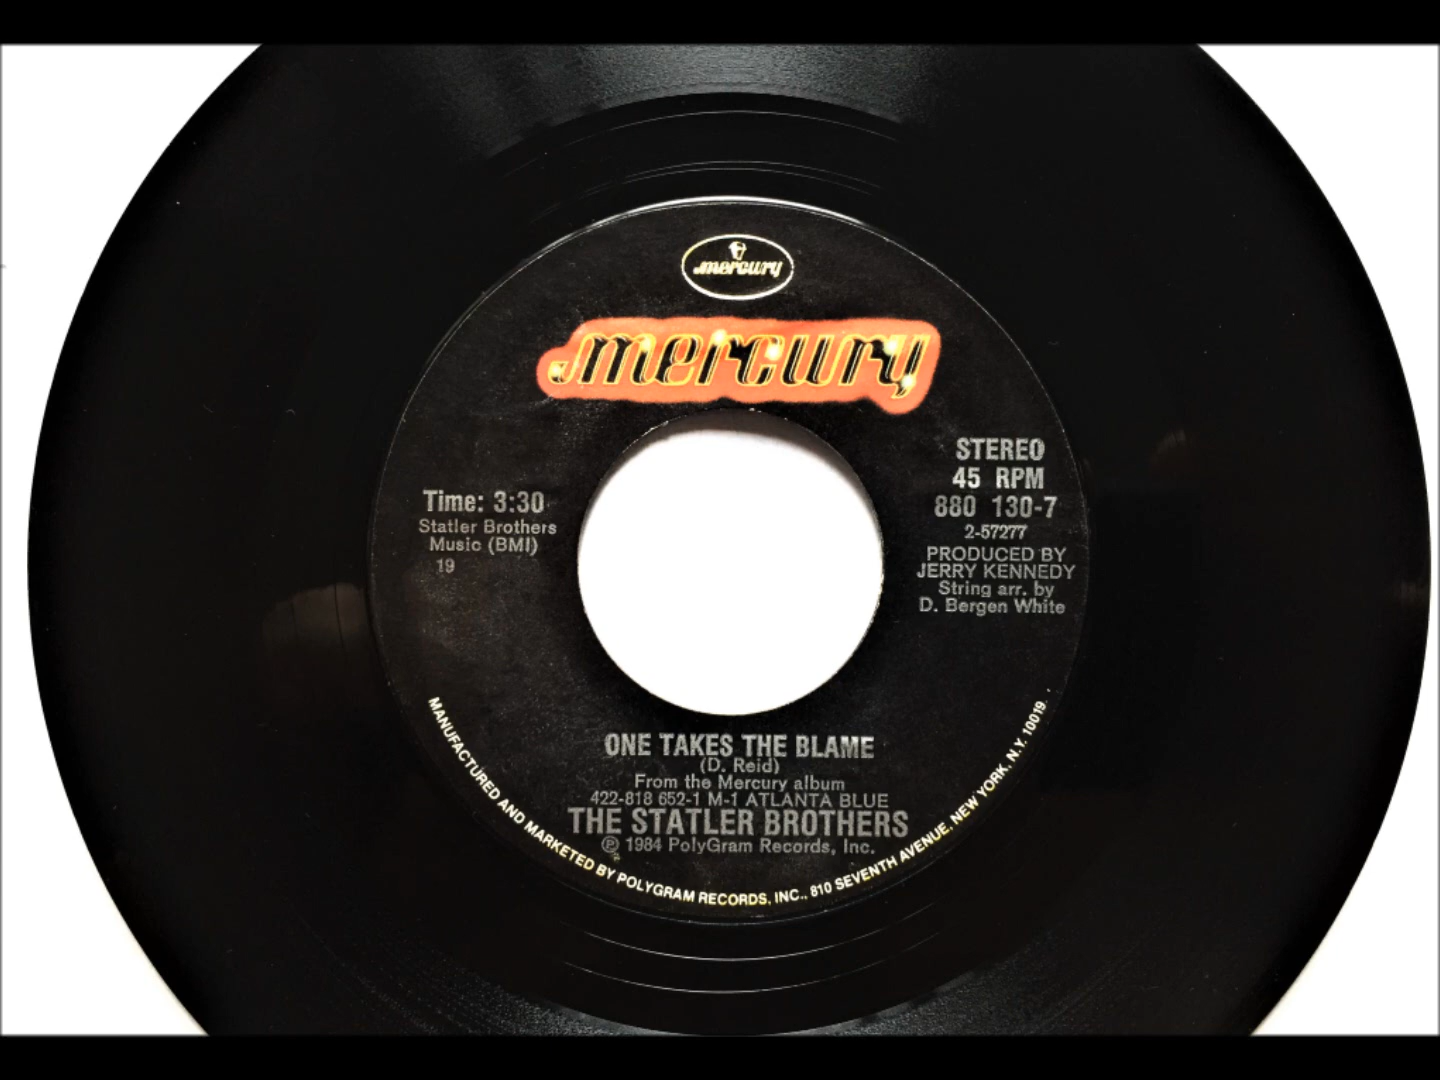 mercury
mercury
STEREO
45 RPM
880 130-7
2-57277
PRODUCED BY
JERRY KENNEDY
String arr. by
D. Bergen White
Time: 3:30
Statler Brothers
Music (BMI)
19
ONE TAKES THE BLAME
(D. Reid)
From the Mercury album
422-818 652-1 M-1 ATLANTA BLUE
THE STATLER BROTHERS
Ⓟ 1984 PolyGram Records, Inc.
MANUFACTURED AND MARKETED BY POLYGRAM RECORDS, INC., 810 SEVENTH AVENUE, NEW YORK, N.Y. 10019.